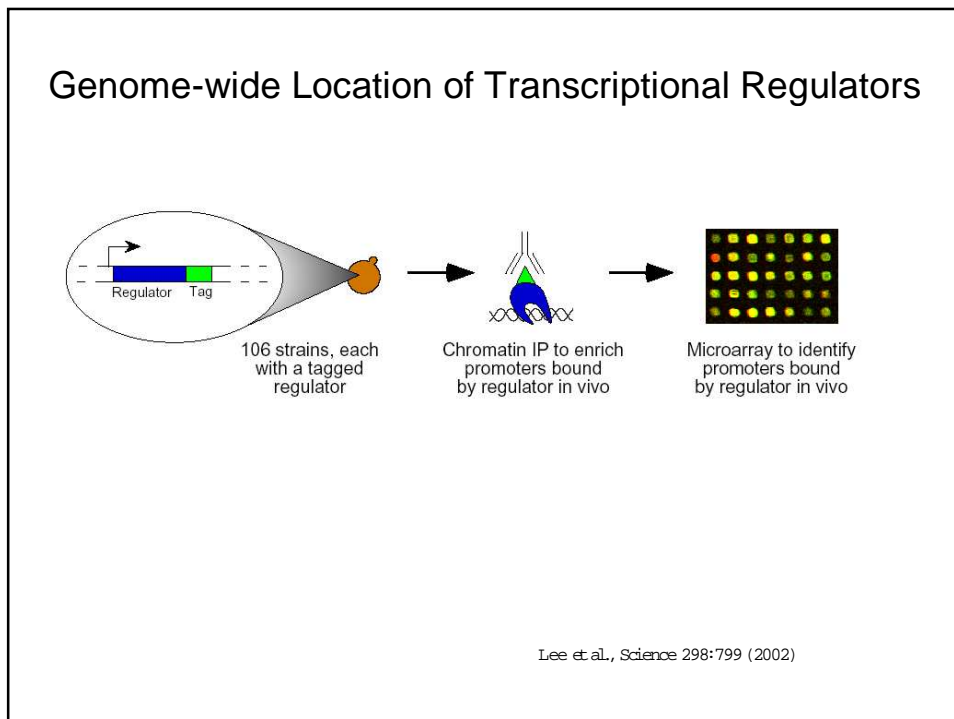 Genome-wide Location of Transcriptional Regulators
Regulator
Tag
106 strains, each
with a tagged
regulator
Chromatin IP to enrich
promoters bound
by regulator in vivo
Microarray to identify
promoters bound
by regulator in vivo
Lee et al., Science 298:799 (2002)